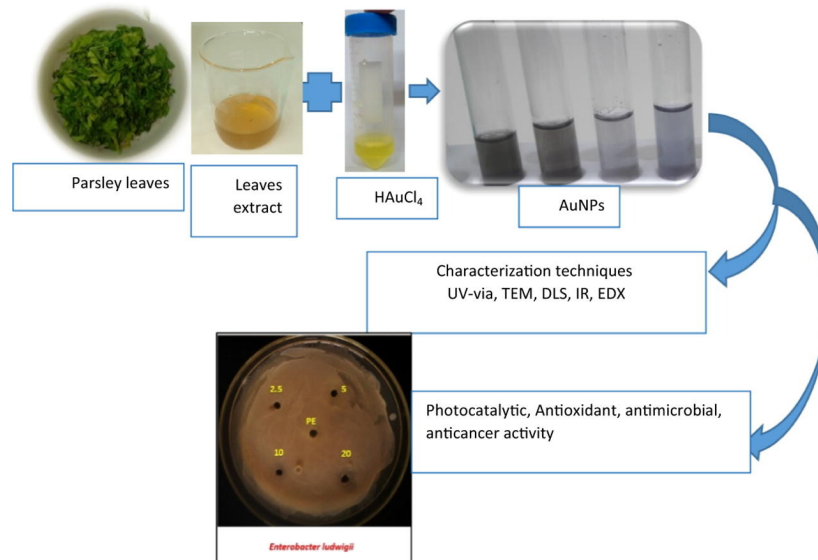 Parsley leaves
Leaves
extract
HAuCl₄
AuNPs
Characterization techniques
UV-via, TEM, DLS, IR, EDX
Photocatalytic, Antioxidant, antimicrobial,
anticancer activity
2.5
5
PE
10
20
Enterobacter ludwigii